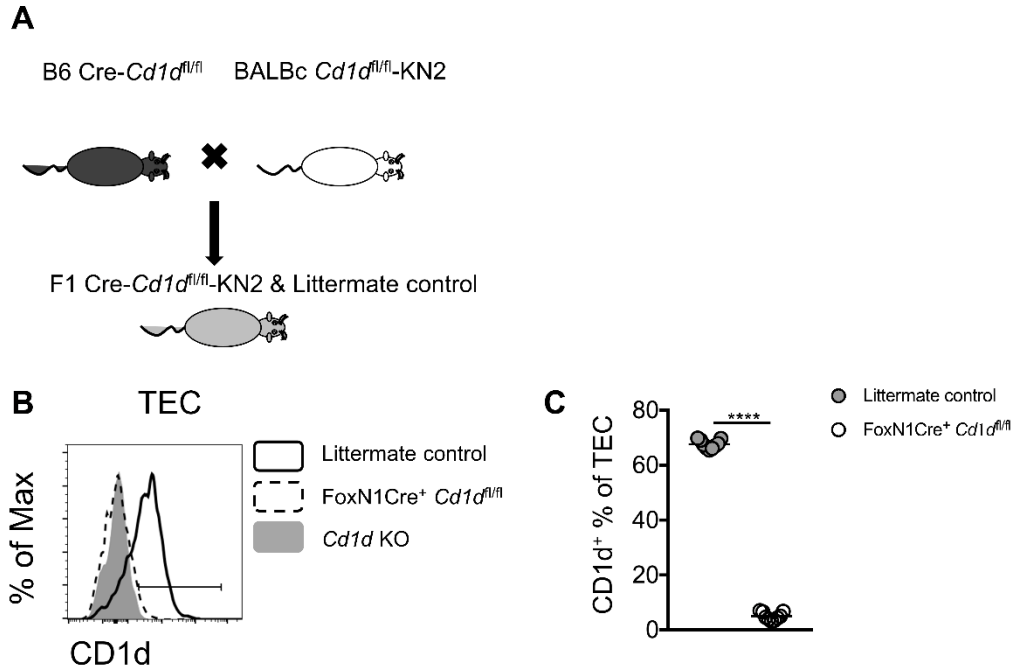 A
B6 Cre-Cd1dfl/fl BALBc Cd1dfl/fl-KN2
F1 Cre-Cd1dfl/fl-KN2 & Littermate control
B
TEC
% of Max
CD1d
Littermate control
FoxN1Cre+ Cd1dfl/fl
Cd1d KO
C
CD1d+ % of TEC
80
60
40
20
0
****
Littermate control
FoxN1Cre+ Cd1dfl/fl